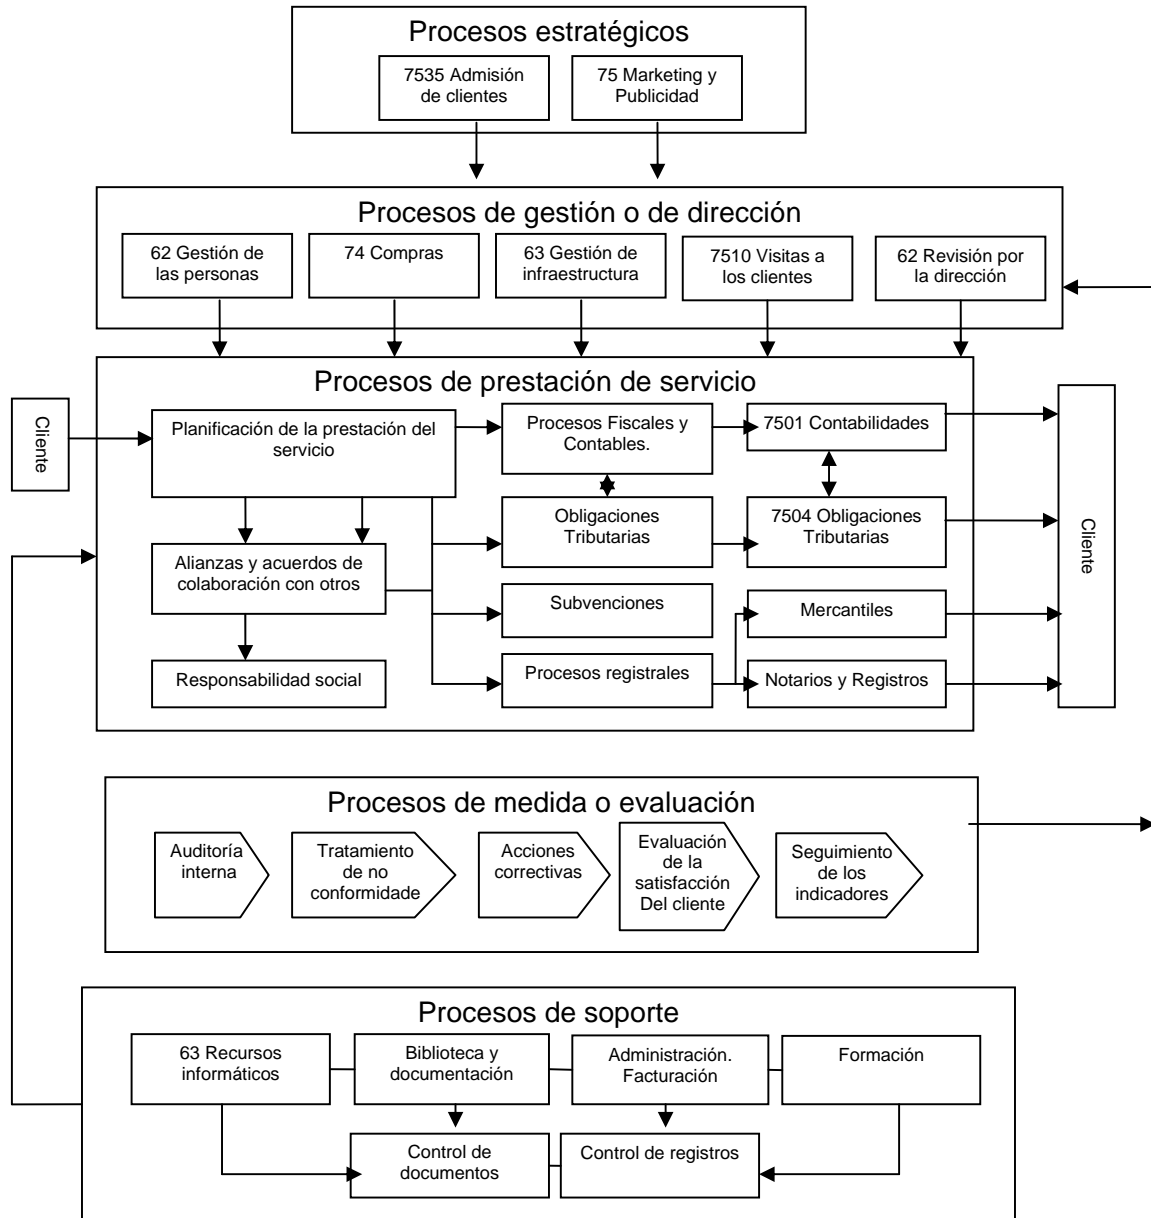 Procesos estratégicos
7535 Admisión
de clientes
75 Marketing y
Publicidad
Procesos de gestión o de dirección
62 Gestión de
las personas
74 Compras
63 Gestión de
infraestructura
7510 Visitas a
los clientes
62 Revisión por
la dirección
Procesos de prestación de servicio
Cliente
Planificación de la prestación del
servicio
Procesos Fiscales y
Contables.
7501 Contabilidades
Obligaciones
Tributarias
7504 Obligaciones
Tributarias
Alianzas y acuerdos de
colaboración con otros
Subvenciones
Mercantiles
Responsabilidad social
Procesos registrales
Notarios y Registros
Cliente
Procesos de medida o evaluación
Auditoría
interna
Tratamiento
de no
conformidade
Acciones
correctivas
Evaluación
de la
satisfacción
Del cliente
Seguimiento
de los
indicadores
Procesos de soporte
63 Recursos
informáticos
Biblioteca y
documentación
Administración.
Facturación
Formación
Control de
documentos
Control de registros